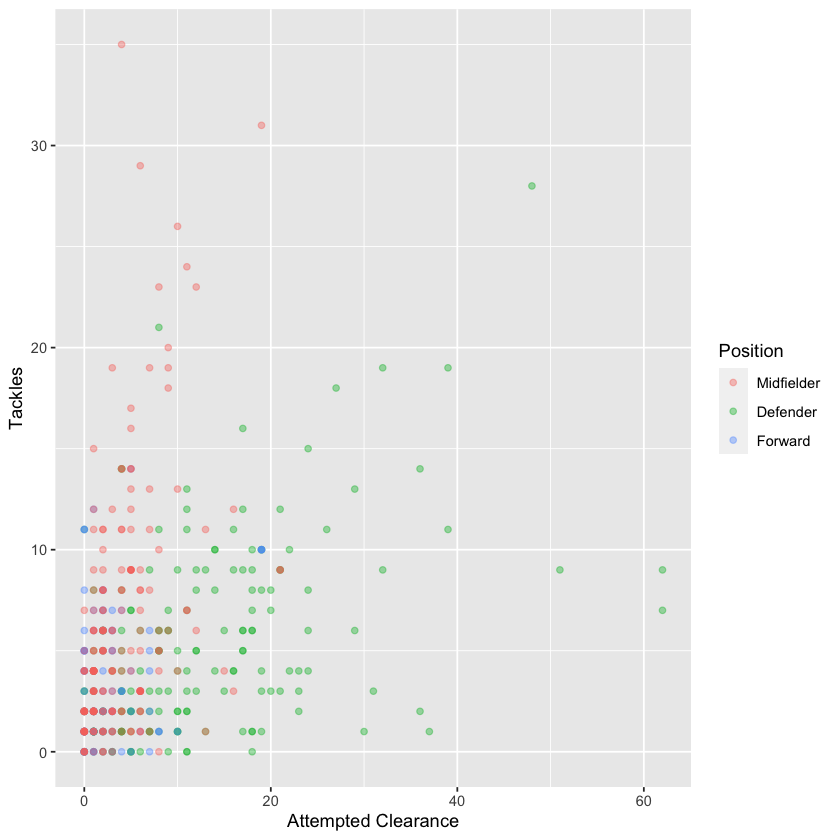 30
20
10
0
Tackles
0 20 40 60
Attempted Clearance
Position
Midfielder
Defender
Forward